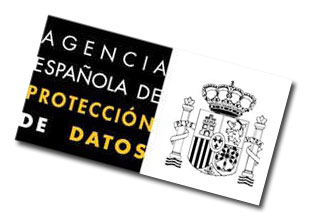 AGENCIA
ESPAÑOLA DE
PROTECCIÓN
DE DATOS